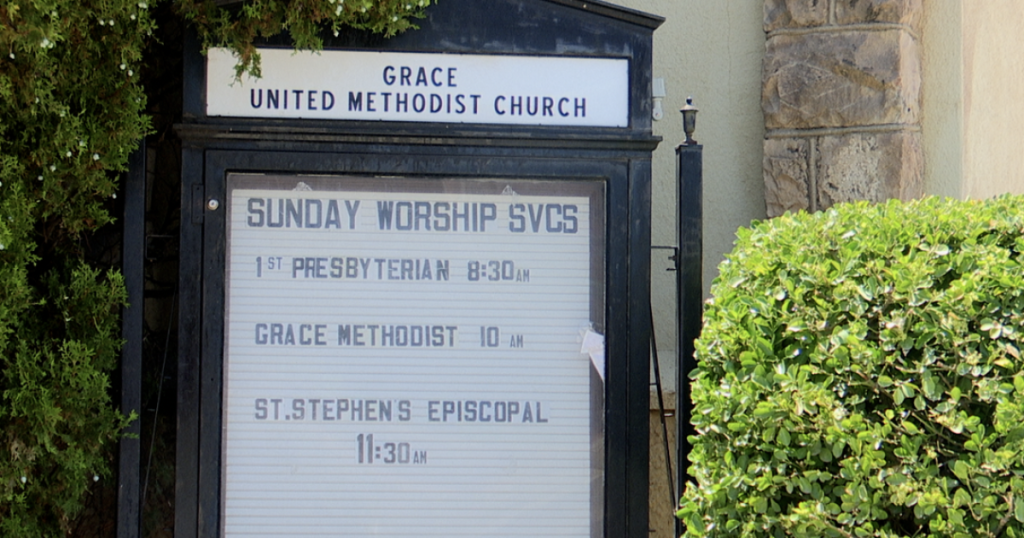 GRACE
UNITED METHODIST CHURCH
SUNDAY WORSHIP SVCS
1ST PRESBYTERIAN 8:30AM
GRACE METHODIST 10 AM
ST.STEPHEN'S EPISCOPAL
11:30AM